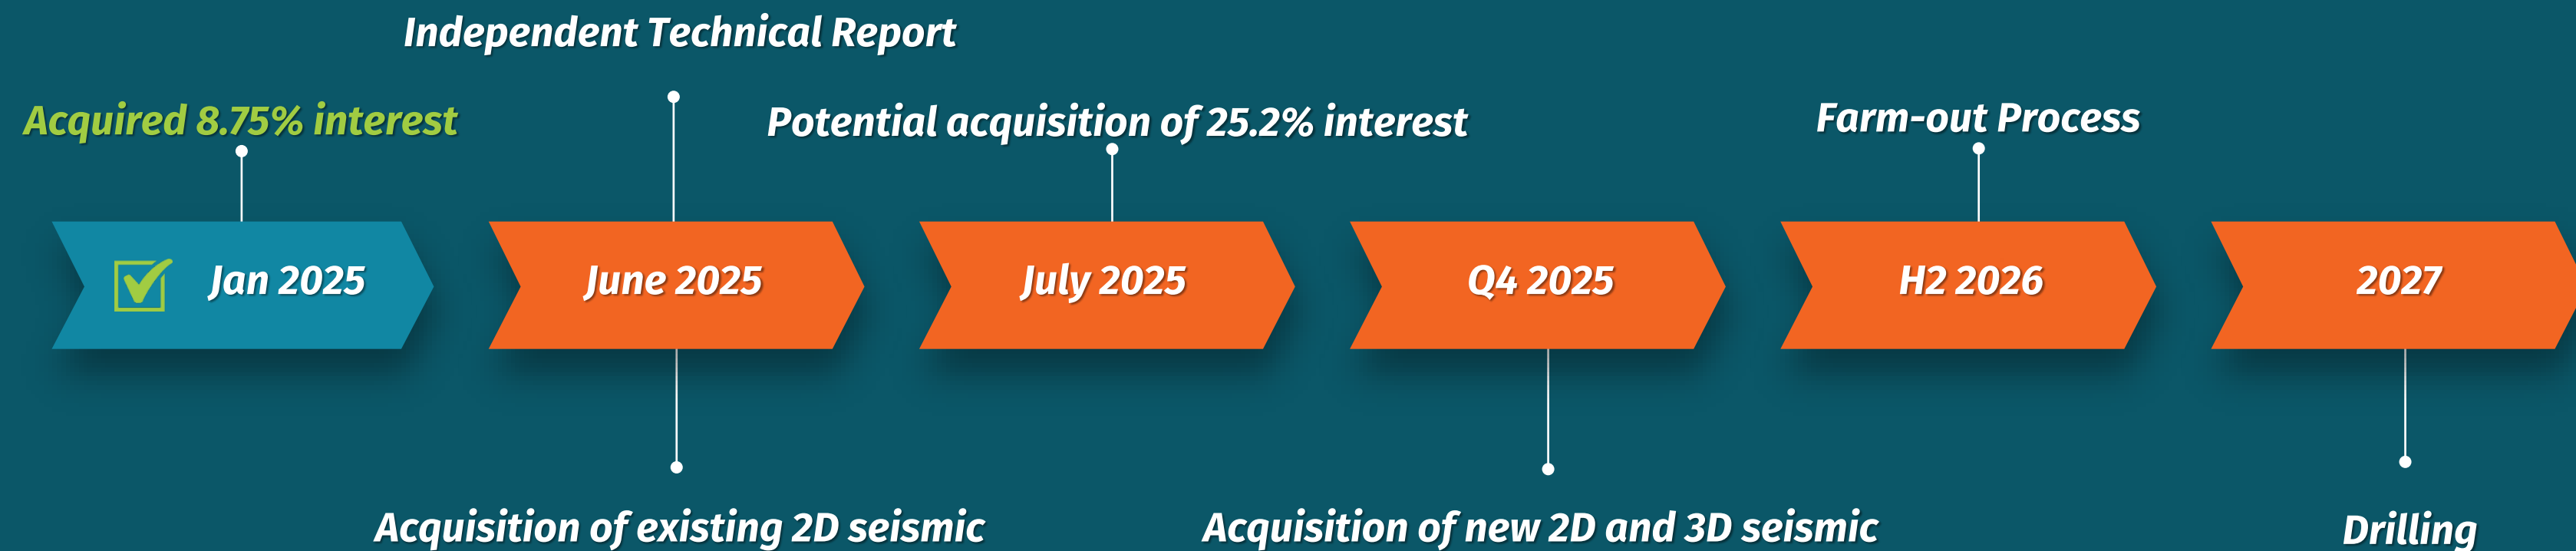 Independent Technical Report
Acquired 8.75% interest
Potential acquisition of 25.2% interest
Farm-out Process
Jan 2025
June 2025
July 2025
Q4 2025
H2 2026
2027
Acquisition of existing 2D seismic
Acquisition of new 2D and 3D seismic
Drilling